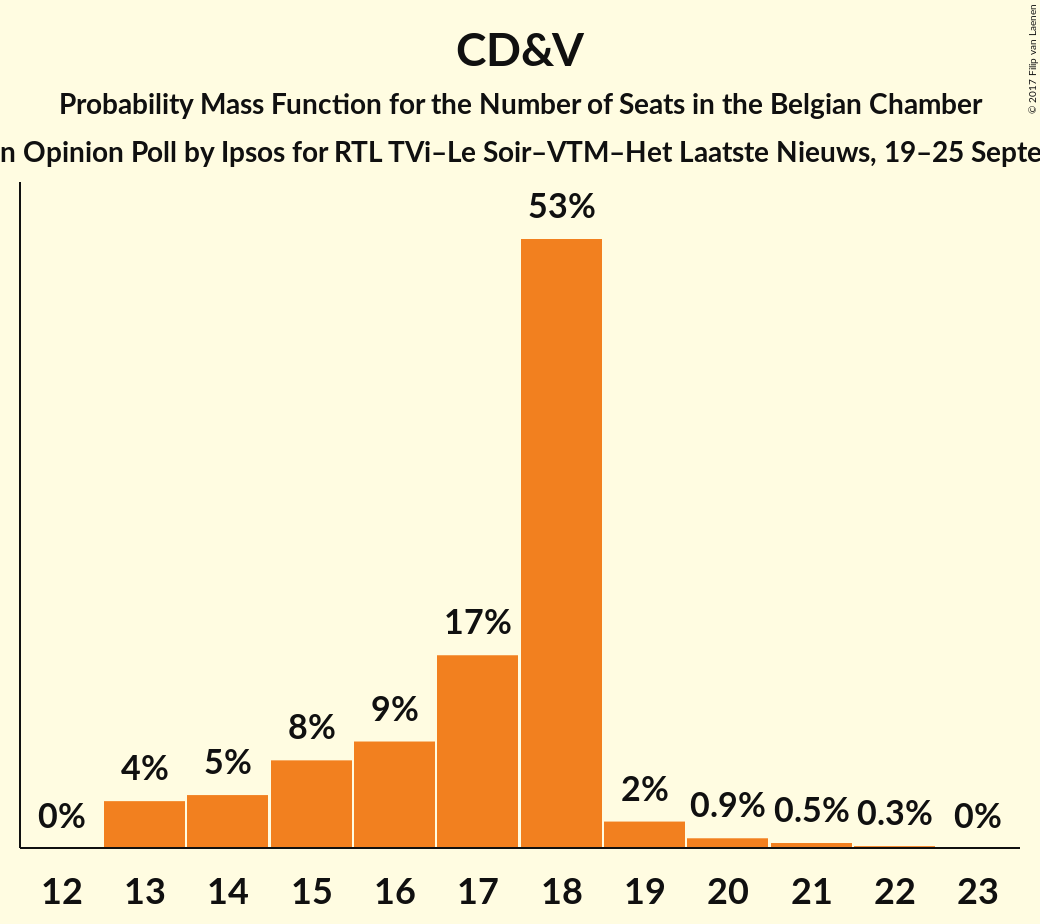 CD&V
Probability Mass Function for the Number of Seats in the Belgian Chamber
n Opinion Poll by Ipsos for RTL TVi–Le Soir–VTM–Het Laatste Nieuws, 19–25 Septe
© 2017 Filip van Laenen
53%
17%
9%
8%
5%
4%
2%
0.9%
0.5%
0.3%
0%
0%
12 13 14 15 16 17 18 19 20 21 22 23